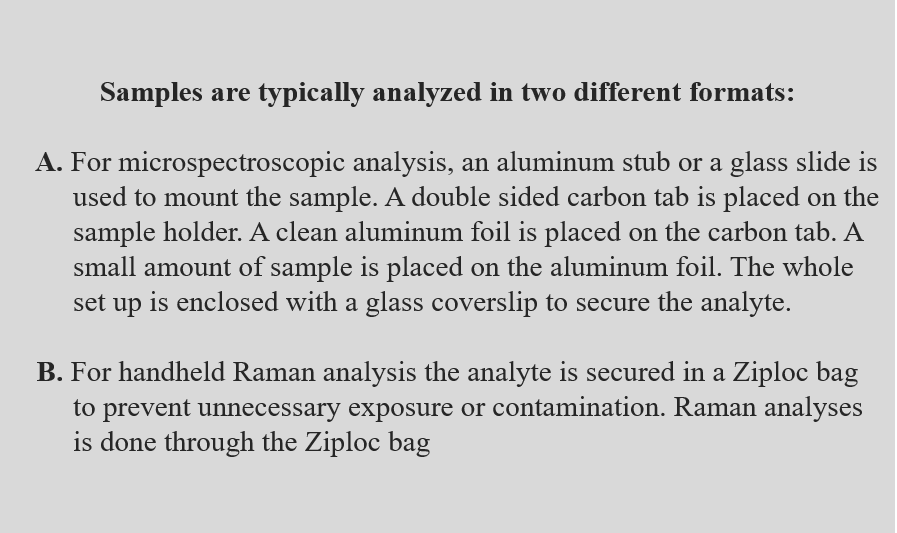 Samples are typically analyzed in two different formats:
A. For microspectroscopic analysis, an aluminum stub or a glass slide is
used to mount the sample. A double sided carbon tab is placed on the
sample holder. A clean aluminum foil is placed on the carbon tab. A
small amount of sample is placed on the aluminum foil. The whole
set up is enclosed with a glass coverslip to secure the analyte.
B. For handheld Raman analysis the analyte is secured in a Ziploc bag
to prevent unnecessary exposure or contamination. Raman analyses
is done through the Ziploc bag